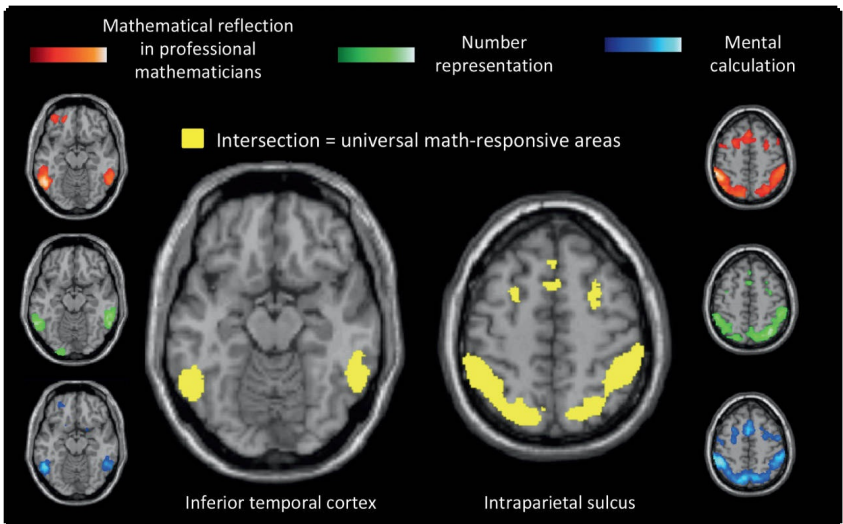 Mathematical reflection
in professional
mathematicians
Number
representation
Mental
calculation
Intersection = universal math-responsive areas
Inferior temporal cortex
Intraparietal sulcus